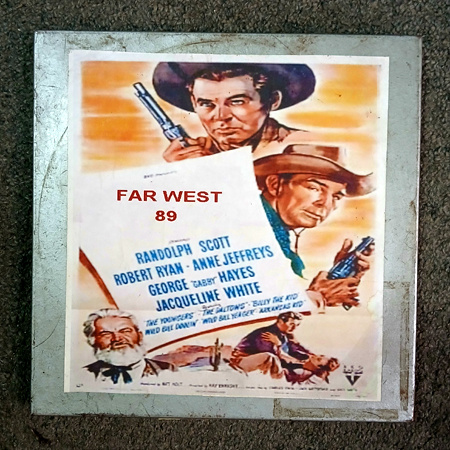 FAR WEST
89
RANDOLPH SCOTT
ROBERT RYAN · ANNE JEFFREYS
GEORGE "GABBY" HAYES
JACQUELINE WHITE
"THE YOUNGERS" "THE DALTONS" "BILLY THE KID"
"WILD BILL DOOLIN" "WILD BILL YEAGER" "ARKANSAS KID"